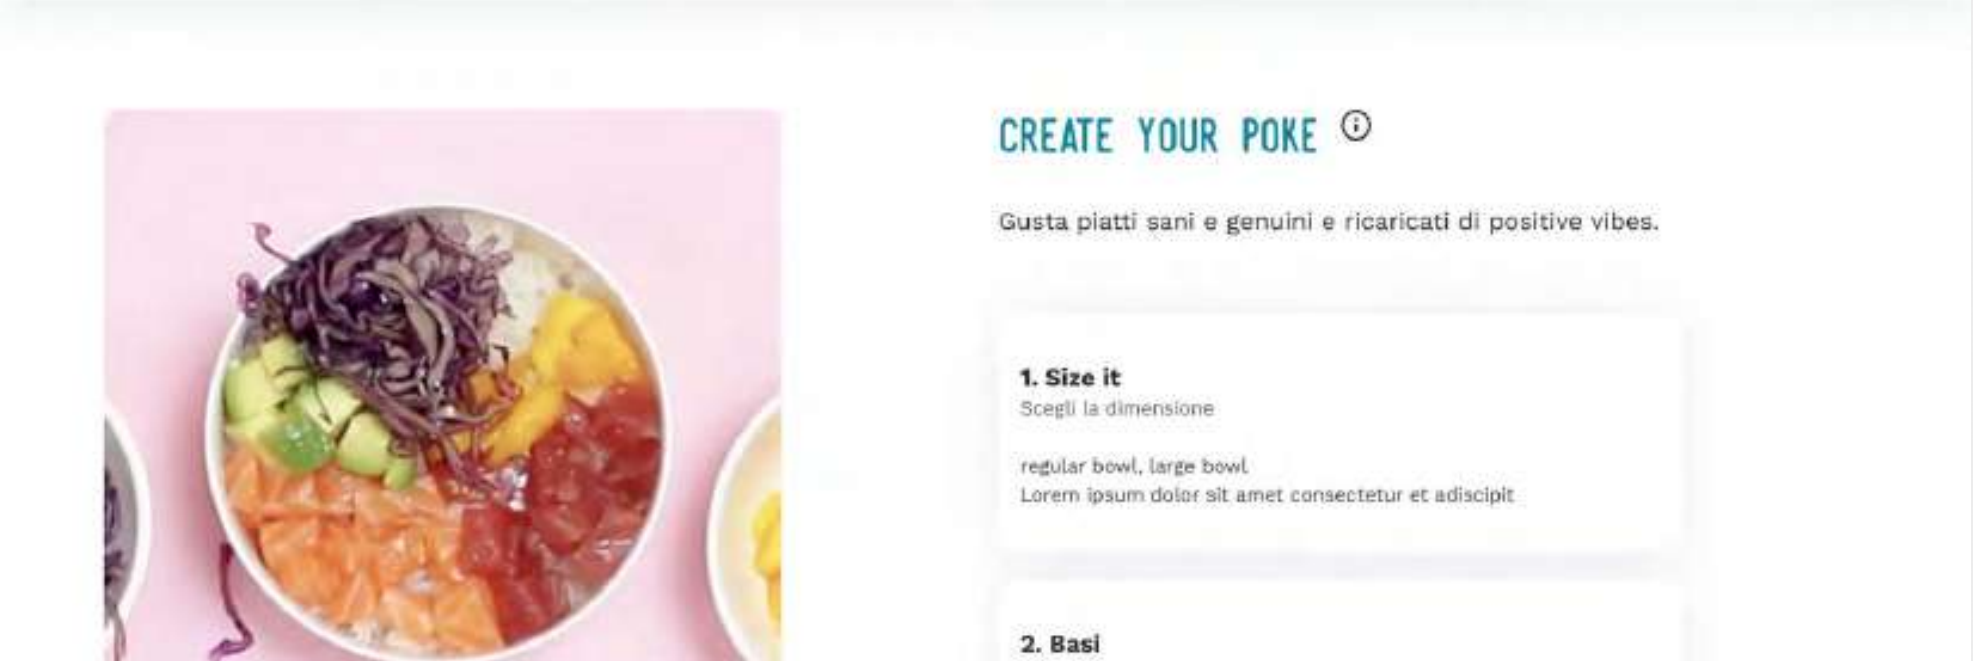 CREATE YOUR POKE
Gusta piatti sani e genuini e ricaricati di positive vibes.
1. Size it
Scegli la dimensione
regular bowl, large bowl
Lorem ipsum dolor sit amet consectetur et adiscipit
2. Basi